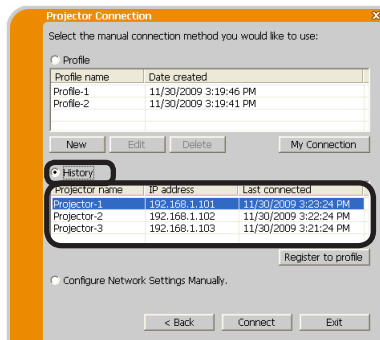 Projector Connection X
Select the manual connection method you would like to use:
Profile
Profile name Date created
Profile-1 11/30/2009 3:19:46 PM
Profile-2 11/30/2009 3:19:41 PM
New Edit Delete My Connection
History
Projector name IP address Last connected
Projector-1 192.168.1.101 11/30/2009 3:23:24 PM
Projector-2 192.168.1.102 11/30/2009 3:22:24 PM
Projector-3 192.168.1.103 11/30/2009 3:21:24 PM
Register to profile
Configure Network Settings Manually.
< Back Connect Exit